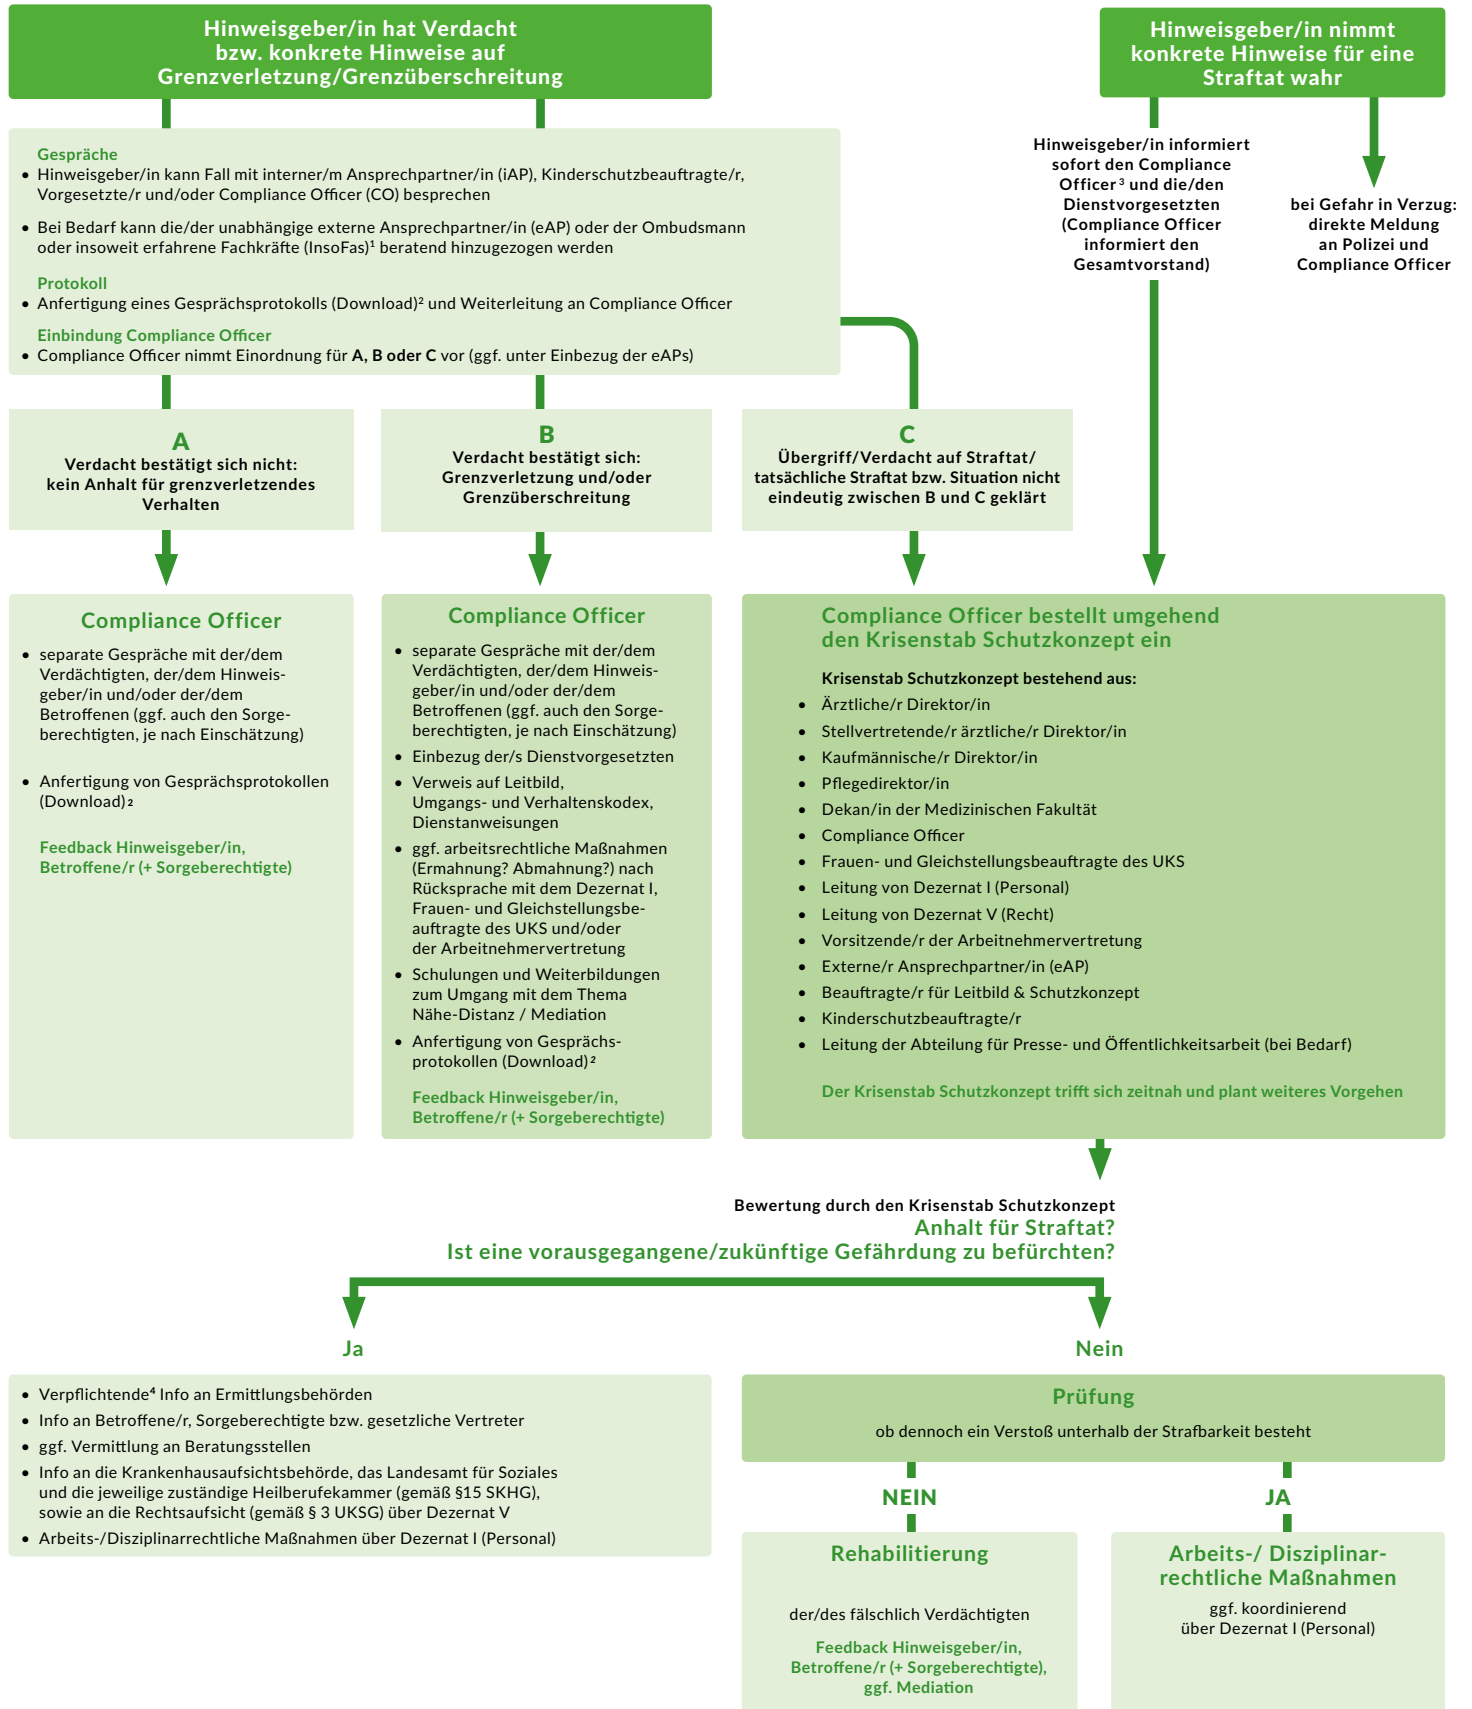 Hinweisgeber/in hat Verdacht
bzw. konkrete Hinweise auf
Grenzverletzung/Grenzüberschreitung
Hinweisgeber/in nimmt
konkrete Hinweise für eine
Straftat wahr
Gespräche
• Hinweisgeber/in kann Fall mit interner/m Ansprechpartner/in (iAP), Kinderschutzbeauftragte/r,
Vorgesetzte/r und/oder Compliance Officer (CO) besprechen
• Bei Bedarf kann die/der unabhängige externe Ansprechpartner/in (eAP) oder der Ombudsmann
oder insoweit erfahrene Fachkräfte (InsoFas)¹ beratend hinzugezogen werden
Protokoll
• Anfertigung eines Gesprächsprotokolls (Download)² und Weiterleitung an Compliance Officer
Einbindung Compliance Officer
• Compliance Officer nimmt Einordnung für A, B oder C vor (ggf. unter Einbezug der eAPs)
Hinweisgeber/in informiert
sofort den Compliance
Officer³ und die/den
Dienstvorgesetzten
(Compliance Officer
informiert den
Gesamtvorstand)
bei Gefahr in Verzug:
direkte Meldung
an Polizei und
Compliance Officer
A
Verdacht bestätigt sich nicht:
kein Anhalt für grenzverletzendes
Verhalten
B
Verdacht bestätigt sich:
Grenzverletzung und/oder
Grenzüberschreitung
C
Übergriff/Verdacht auf Straftat/
tatsächliche Straftat bzw. Situation nicht
eindeutig zwischen B und C geklärt
Compliance Officer
• separate Gespräche mit der/dem
Verdächtigten, der/dem Hinweis-
geber/in und/oder der/dem
Betroffenen (ggf. auch den Sorge-
berechtigten, je nach Einschätzung)
• Anfertigung von Gesprächsprotokollen
(Download)²
Feedback Hinweisgeber/in,
Betroffene/r (+ Sorgeberechtigte)
Compliance Officer
• separate Gespräche mit der/dem
Verdächtigten, der/dem Hinweis-
geber/in und/oder der/dem
Betroffenen (ggf. auch den Sorge-
berechtigten, je nach Einschätzung)
• Einbezug der/s Dienstvorgesetzten
• Verweis auf Leitbild,
Umgangs- und Verhaltenskodex,
Dienstanweisungen
• ggf. arbeitsrechtliche Maßnahmen
(Ermahnung? Abmahnung?) nach
Rücksprache mit dem Dezernat I,
Frauen- und Gleichstellungsbe-
auftragte des UKS und/oder
der Arbeitnehmervertretung
• Schulungen und Weiterbildungen
zum Umgang mit dem Thema
Nähe-Distanz / Mediation
• Anfertigung von Gesprächs-
protokollen (Download)²
Feedback Hinweisgeber/in,
Betroffene/r (+ Sorgeberechtigte)
Compliance Officer bestellt umgehend
den Krisenstab Schutzkonzept ein
Krisenstab Schutzkonzept bestehend aus:
• Ärztliche/r Direktor/in
• Stellvertretende/r ärztliche/r Direktor/in
• Kaufmännische/r Direktor/in
• Pflegedirektor/in
• Dekan/in der Medizinischen Fakultät
• Compliance Officer
• Frauen- und Gleichstellungsbeauftragte des UKS
• Leitung von Dezernat I (Personal)
• Leitung von Dezernat V (Recht)
• Vorsitzende/r der Arbeitnehmervertretung
• Externe/r Ansprechpartner/in (eAP)
• Beauftragte/r für Leitbild & Schutzkonzept
• Kinderschutzbeauftragte/r
• Leitung der Abteilung für Presse- und Öffentlichkeitsarbeit (bei Bedarf)
Der Krisenstab Schutzkonzept trifft sich zeitnah und plant weiteres Vorgehen
Bewertung durch den Krisenstab Schutzkonzept
Anhalt für Straftat?
Ist eine vorausgegangene/zukünftige Gefährdung zu befürchten?
Ja
Nein
• Verpflichtende⁴ Info an Ermittlungsbehörden
• Info an Betroffene/r, Sorgeberechtigte bzw. gesetzliche Vertreter
• ggf. Vermittlung an Beratungsstellen
• Info an die Krankenhausaufsichtsbehörde, das Landesamt für Soziales
und die jeweilige zuständige Heilberufekammer (gemäß §15 SKHG),
sowie an die Rechtsaufsicht (gemäß § 3 UKSG) über Dezernat V
• Arbeits-/Disziplinarrechtliche Maßnahmen über Dezernat I (Personal)
Prüfung
ob dennoch ein Verstoß unterhalb der Strafbarkeit besteht
NEIN
JA
Rehabilitierung
der/des fälschlich Verdächtigten
Feedback Hinweisgeber/in,
Betroffene/r (+ Sorgeberechtigte),
ggf. Mediation
Arbeits-/ Disziplinar-
rechtliche Maßnahmen
ggf. koordinierend
über Dezernat I (Personal)